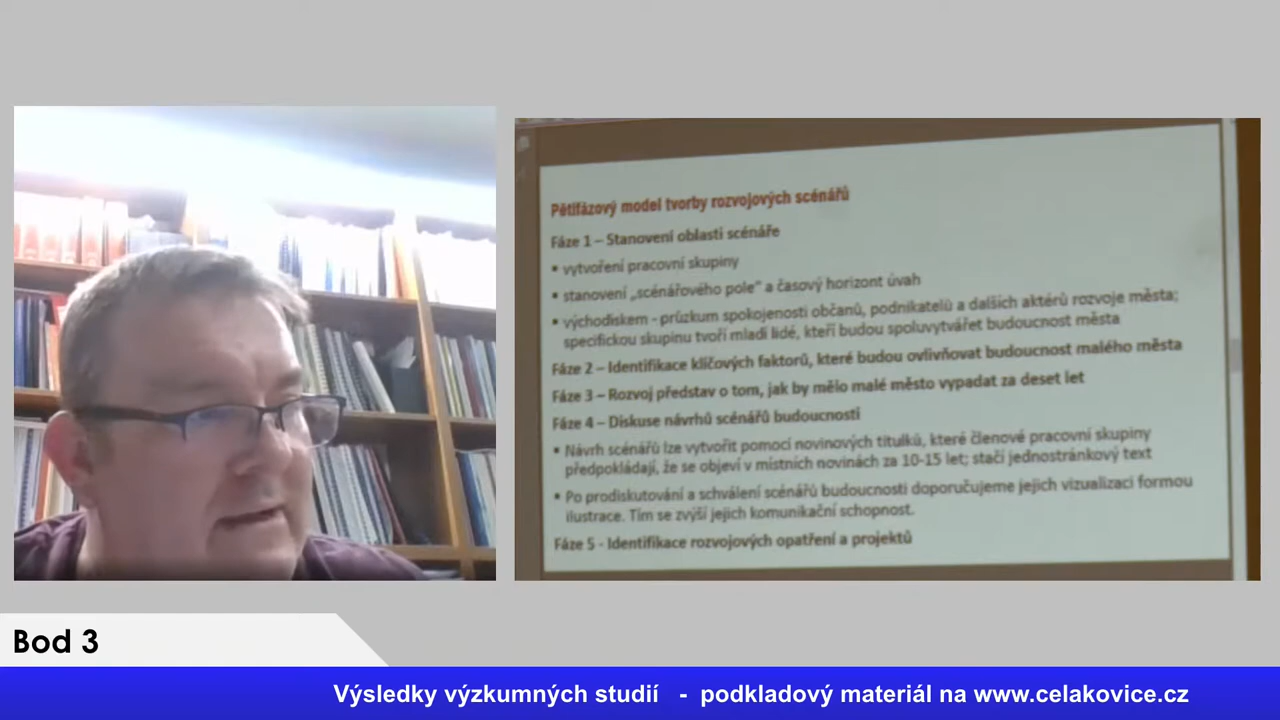 Pětifázový model tvorby rozvojových scénářů
Fáze 1 – Stanovení oblasti scénáře
▪ vytvoření pracovní skupiny
▪ stanovení „scénářového pole“ a časový horizont úvah
▪ východiskem - průzkum spokojenosti občanů, podnikatelů a dalších aktérů rozvoje města;
specifickou skupinu tvoří mladí lidé, kteří budou spoluvytvářet budoucnost města
Fáze 2 – Identifikace klíčových faktorů, které budou ovlivňovat budoucnost malého města
Fáze 3 – Rozvoj představ o tom, jak by mělo malé město vypadat za deset let
Fáze 4 – Diskuse návrhů scénářů budoucnosti
▪ Návrh scénářů lze vytvořit pomocí novinových titulků, které členové pracovní skupiny
předpokládají, že se objeví v místních novinách za 10-15 let; stačí jednostránkový text
▪ Po prodiskutování a schválení scénářů budoucnosti doporučujeme jejich vizualizaci formou
ilustrace. Tím se zvýší jejich komunikační schopnost.
Fáze 5 - Identifikace rozvojových opatření a projektů
Bod 3
Výsledky výzkumných studií - podkladový materiál na www.celakovice.cz